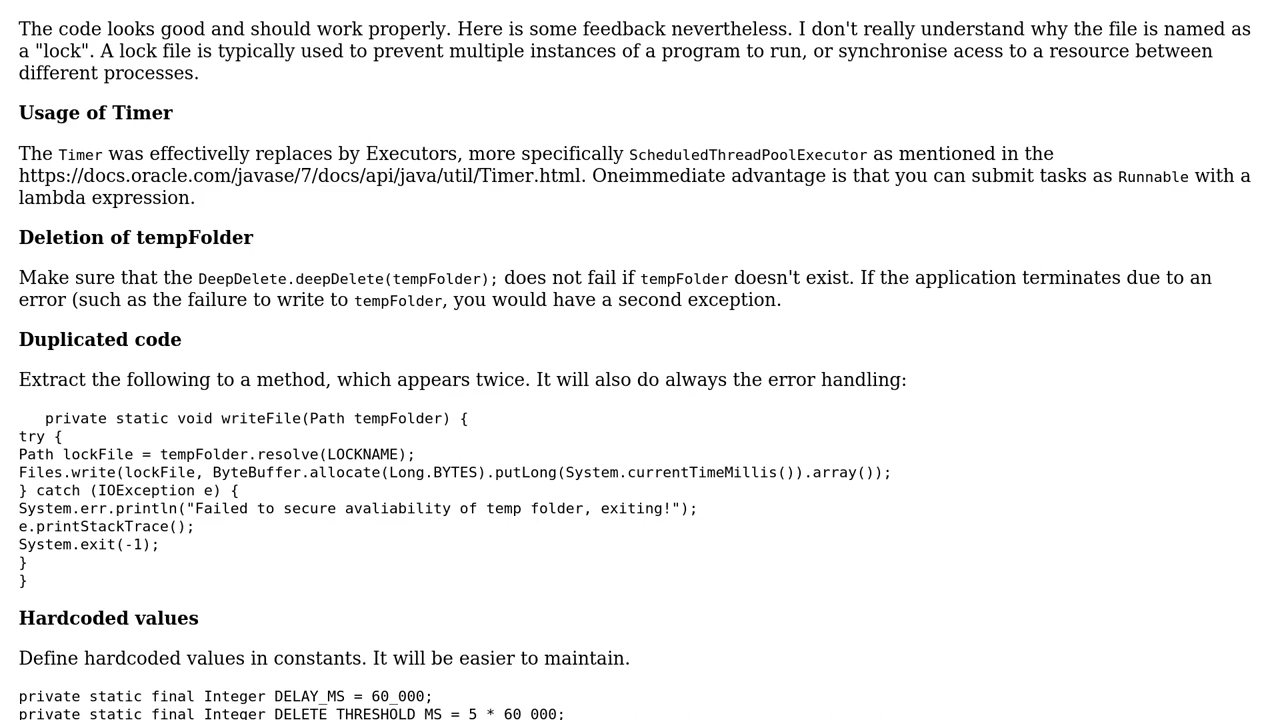 The code looks good and should work properly. Here is some feedback nevertheless. I don't really understand why the file is named as
a "lock". A lock file is typically used to prevent multiple instances of a program to run, or synchronise acess to a resource between
different processes.
Usage of Timer
The Timer was effectivelly replaces by Executors, more specifically ScheduledThreadPoolExecutor as mentioned in the
https://docs.oracle.com/javase/7/docs/api/java/util/Timer.html. Oneimmediate advantage is that you can submit tasks as Runnable with a
lambda expression.
Deletion of tempFolder
Make sure that the DeepDelete.deepDelete(tempFolder); does not fail if tempFolder doesn't exist. If the application terminates due to an
error (such as the failure to write to tempFolder, you would have a second exception.
Duplicated code
Extract the following to a method, which appears twice. It will also do always the error handling:
   private static void writeFile(Path tempFolder) {
try {
Path lockFile = tempFolder.resolve(LOCKNAME);
Files.write(lockFile, ByteBuffer.allocate(Long.BYTES).putLong(System.currentTimeMillis()).array());
} catch (IOException e) {
System.err.println("Failed to secure avaliability of temp folder, exiting!");
e.printStackTrace();
System.exit(-1);
}
}
Hardcoded values
Define hardcoded values in constants. It will be easier to maintain.
private static final Integer DELAY_MS = 60_000;
private static final Integer DELETE_THRESHOLD_MS = 5 * 60_000;